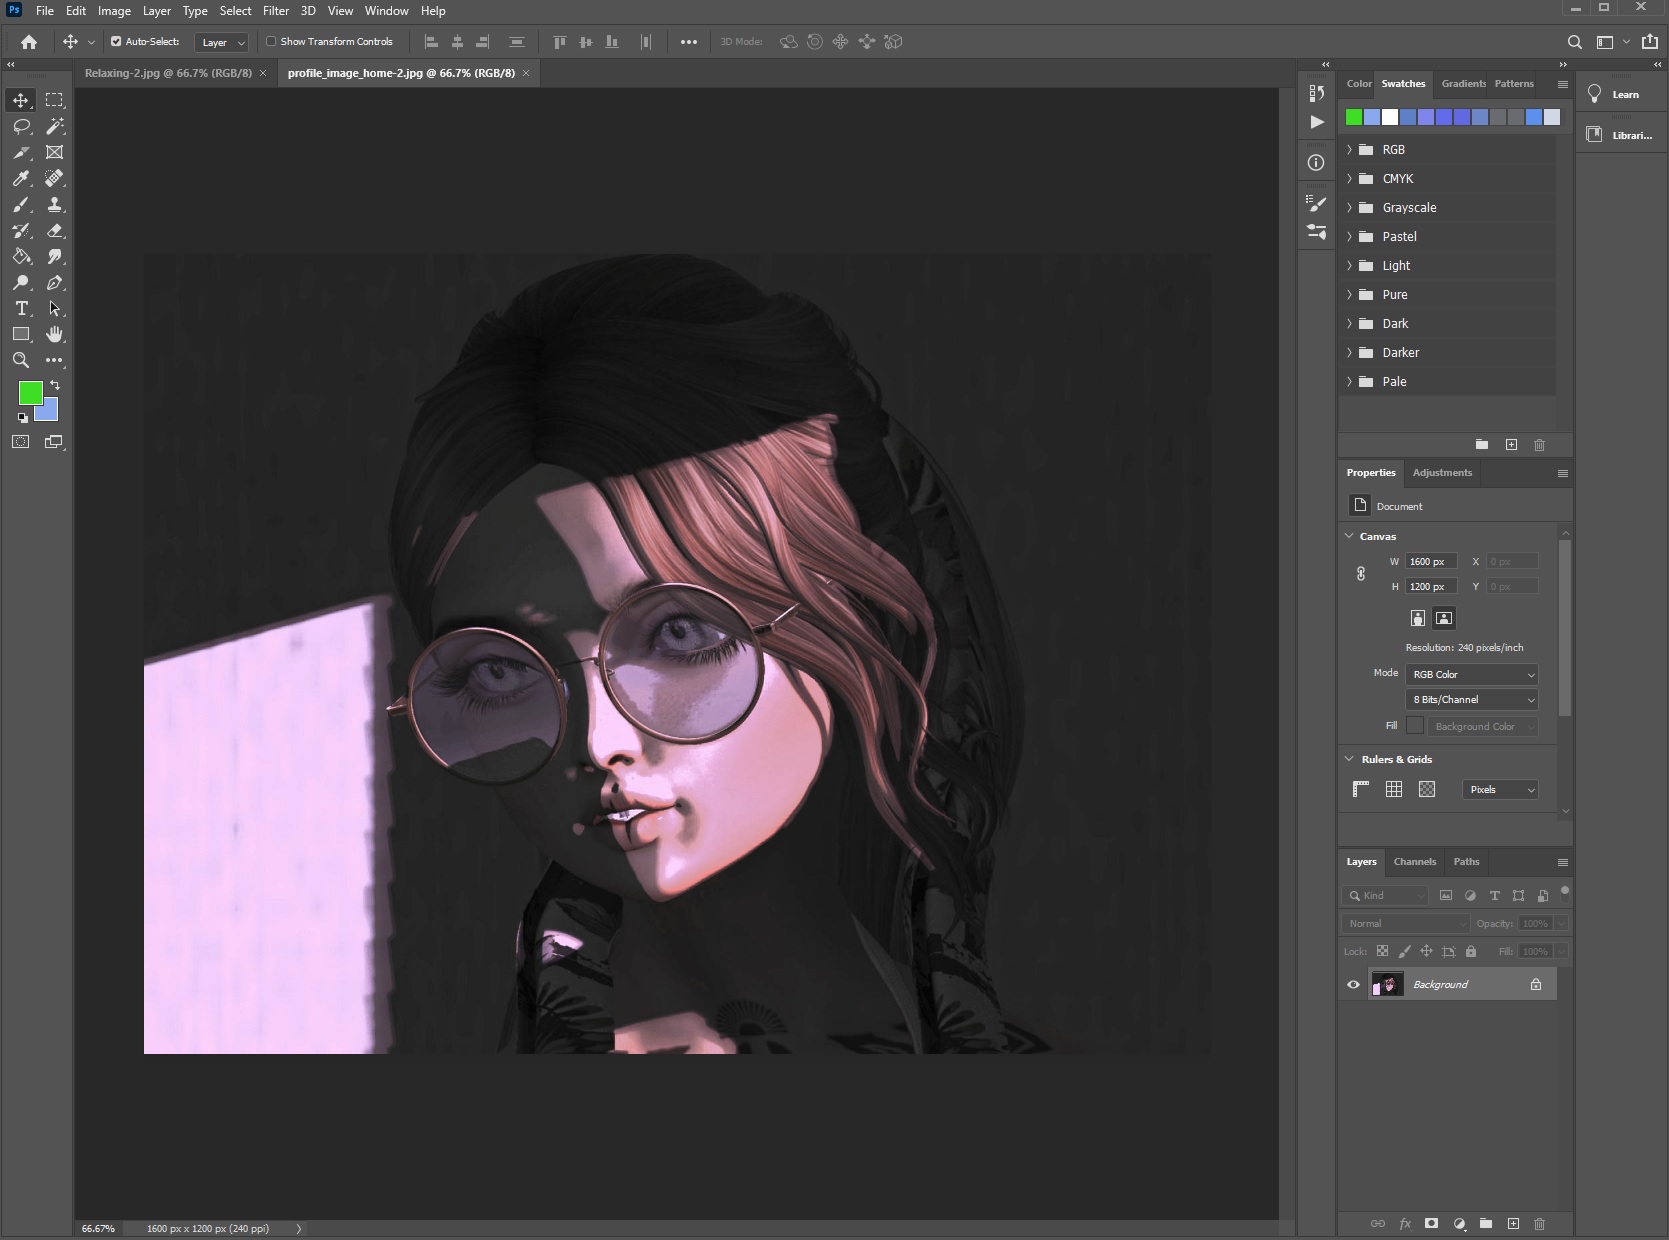 Ps File Edit Image Layer Type Select Filter 3D View Window Help
Auto-Select: Layer Show Transform Controls 3D Mode:
Relaxing-2.jpg @ 66.7% (RGB/8) × profile_image_home-2.jpg @ 66.7% (RGB/8) ×
Color Swatches Gradients Patterns
RGB
CMYK
Grayscale
Pastel
Light
Pure
Dark
Darker
Pale
Learn
Librari...
Properties Adjustments
Document
Canvas
W 1600 px X 0 px
H 1200 px Y 0 px
Resolution: 240 pixels/inch
Mode RGB Color
8 Bits/Channel
Fill Background Color
Rulers & Grids
Pixels
Layers Channels Paths
Kind
Normal Opacity: 100%
Lock: Fill: 100%
Background
fx
66.67% 1600 px x 1200 px (240 ppi)